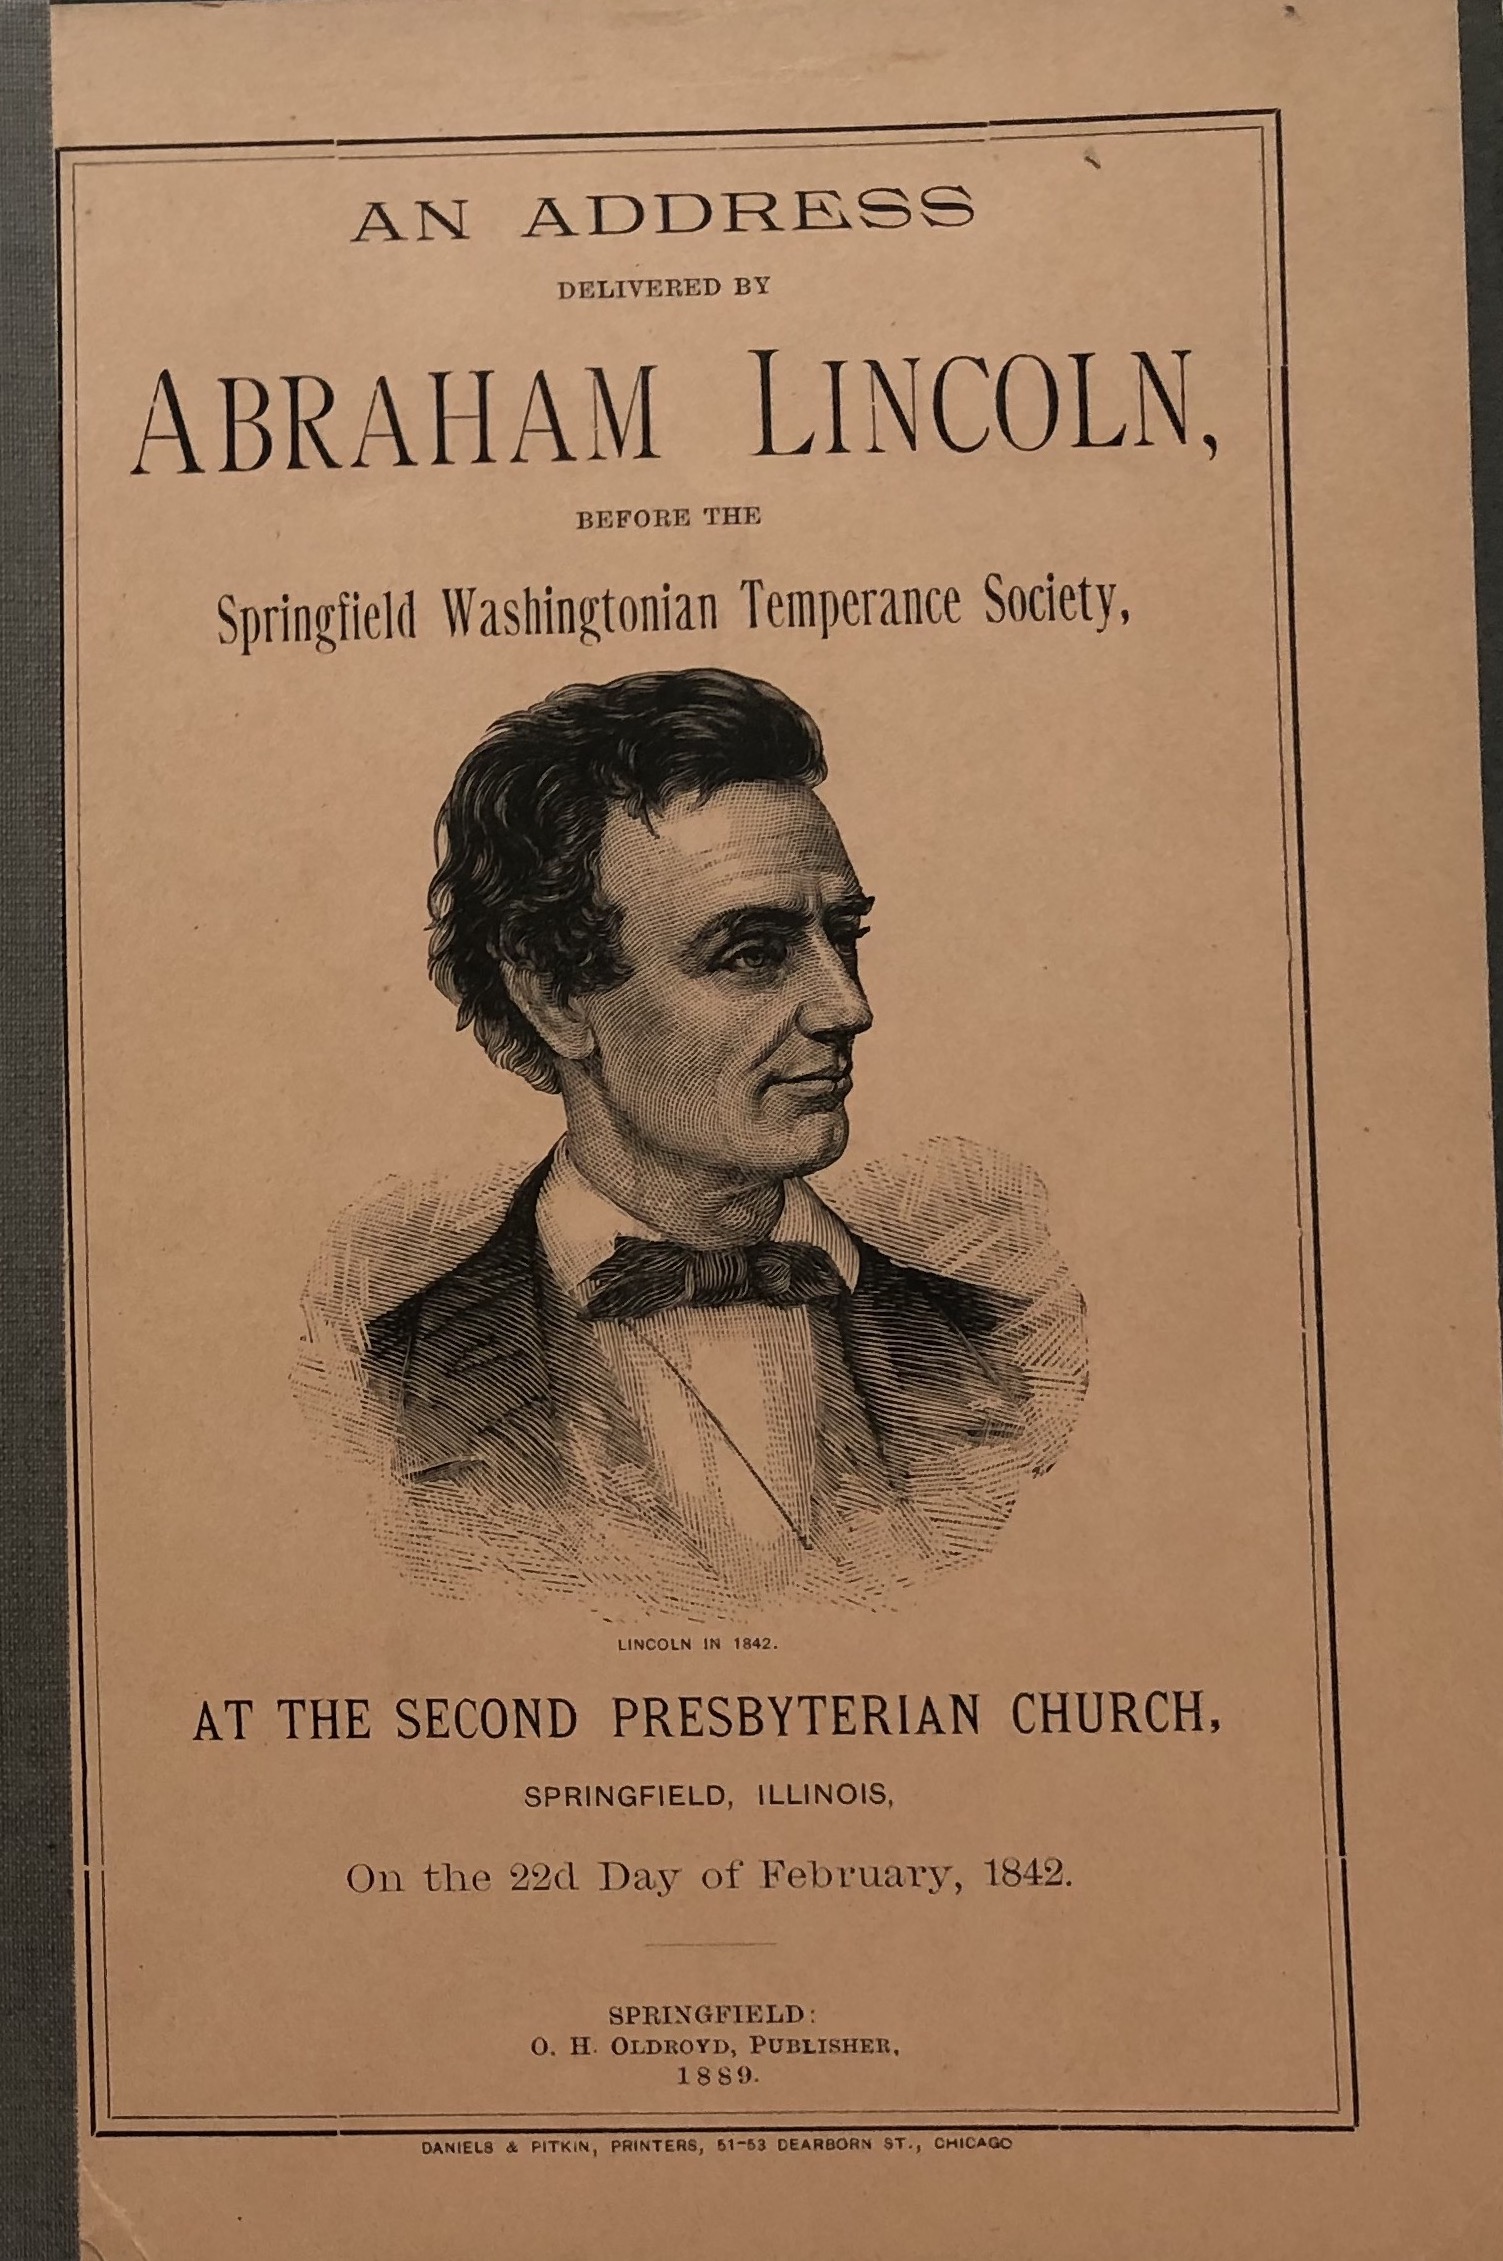 AN ADDRESS
DELIVERED BY
ABRAHAM LINCOLN,
BEFORE THE
Springfield Washingtonian Temperance Society,
LINCOLN IN 1842.
AT THE SECOND PRESBYTERIAN CHURCH,
SPRINGFIELD, ILLINOIS,
On the 22d Day of February, 1842.
SPRINGFIELD:
O. H. OLDROYD, PUBLISHER,
1889.
DANIELS & PITKIN, PRINTERS, 51-53 DEARBORN ST., CHICAGO